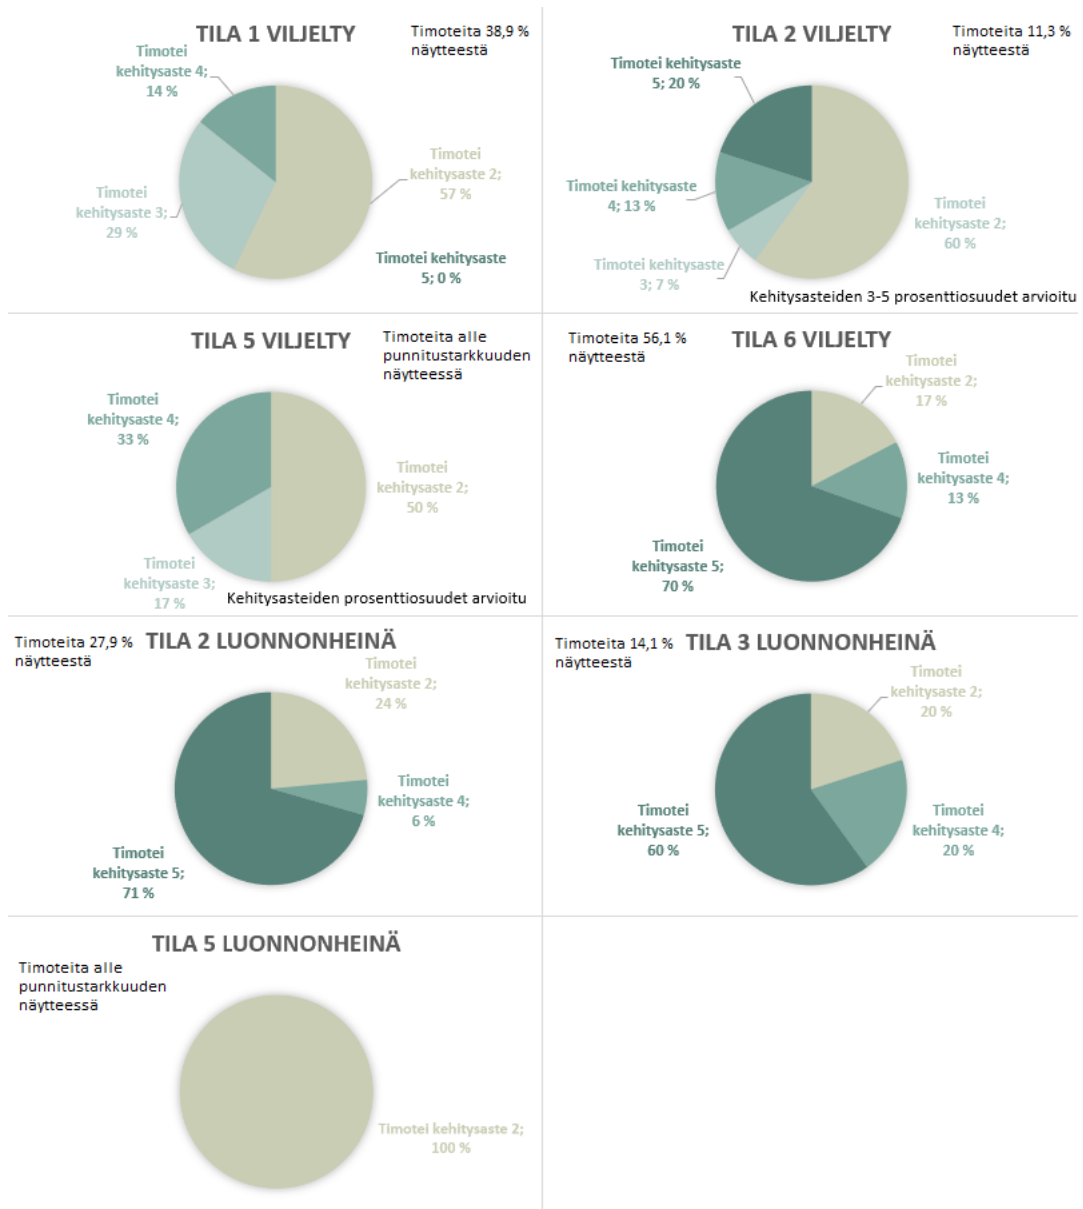 TILA 1 VILJELTY
Timoteita 38,9 %
näytteestä
Timotei
kehitysaste 4;
14 %
Timotei
kehitysaste 2;
57 %
Timotei
kehitysaste 3;
29 %
Timotei kehitysaste
5; 0 %
TILA 2 VILJELTY
Timoteita 11,3 %
näytteestä
Timotei kehitysaste
5; 20 %
Timotei kehitysaste
4; 13 %
Timotei
kehitysaste 2;
60 %
Timotei kehitysaste
3; 7 %
Kehitysasteiden 3-5 prosenttiosuudet arvioitu
TILA 5 VILJELTY
Timoteita alle
punnitustarkkuuden
näytteessä
Timotei
kehitysaste 4;
33 %
Timotei
kehitysaste 2;
50 %
Timotei
kehitysaste 3;
17 %
Kehitysasteiden prosenttiosuudet arvioitu
Timoteita 56,1 %
näytteestä
TILA 6 VILJELTY
Timotei
kehitysaste 2;
17 %
Timotei
kehitysaste 4;
13 %
Timotei
kehitysaste 5;
70 %
Timoteita 27,9 %
näytteestä
TILA 2 LUONNONHEINÄ
Timotei
kehitysaste 2;
24 %
Timotei
kehitysaste 4;
6 %
Timotei
kehitysaste 5;
71 %
Timoteita 14,1 %
näytteestä
TILA 3 LUONNONHEINÄ
Timotei
kehitysaste 2;
20 %
Timotei
kehitysaste 5;
60 %
Timotei
kehitysaste 4;
20 %
TILA 5 LUONNONHEINÄ
Timoteita alle
punnitustarkkuuden
näytteessä
Timotei kehitysaste 2;
100 %